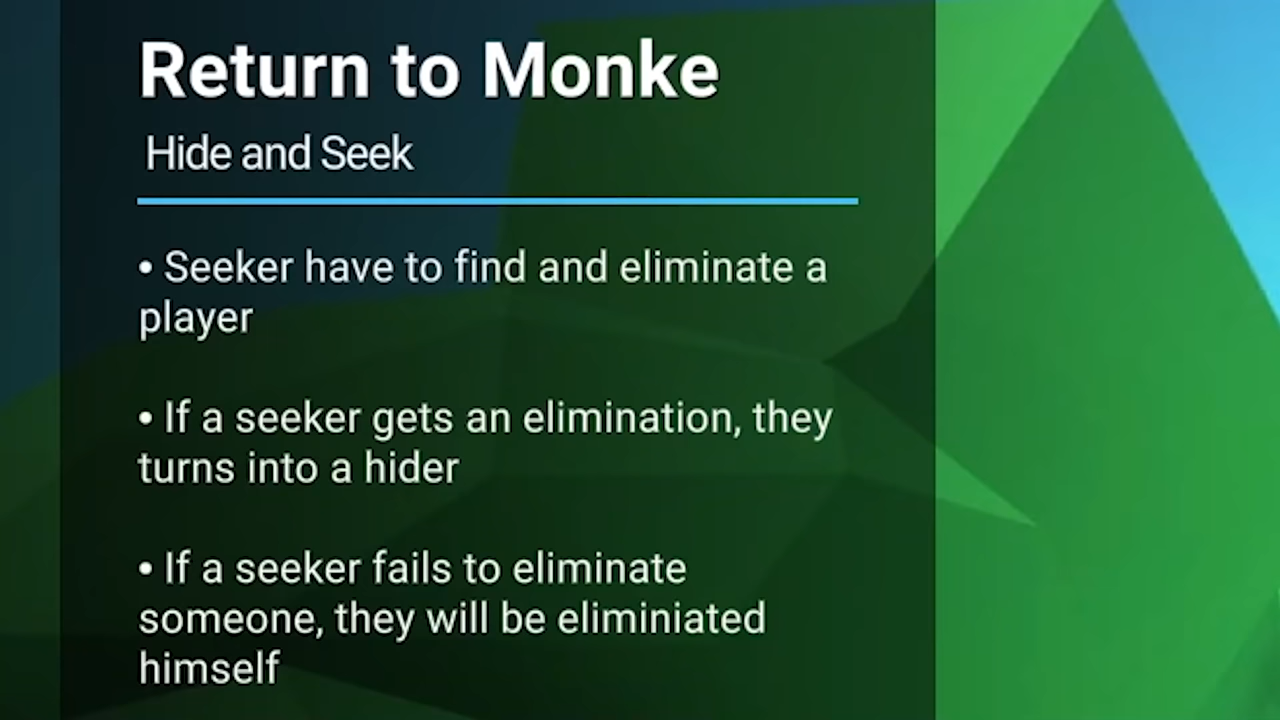 Return to Monke
Hide and Seek
• Seeker have to find and eliminate a
player
• If a seeker gets an elimination, they
turns into a hider
• If a seeker fails to eliminate
someone, they will be eliminiated
himself